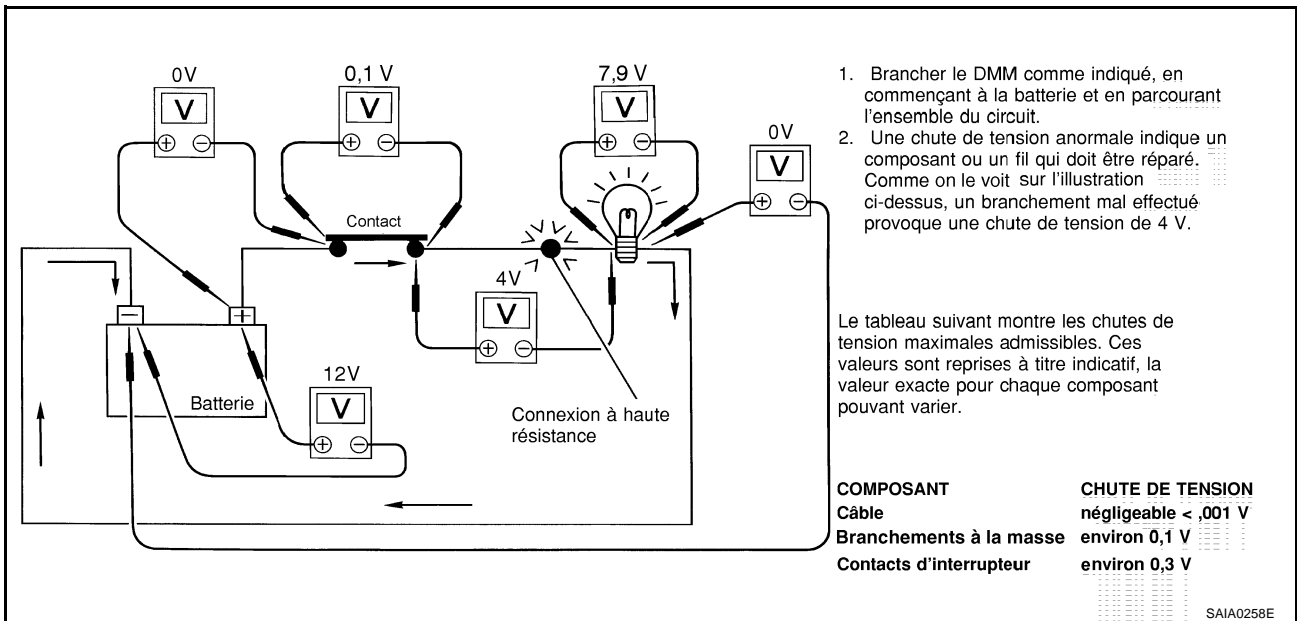 0V
0,1 V
7,9 V
0V
V
V
V
V
Contact
4V
V
12V
V
Batterie
Connexion à haute
résistance
1. Brancher le DMM comme indiqué, en
commençant à la batterie et en parcourant
l'ensemble du circuit.
2. Une chute de tension anormale indique un
composant ou un fil qui doit être réparé.
Comme on le voit sur l'illustration
ci-dessus, un branchement mal effectué
provoque une chute de tension de 4 V.
Le tableau suivant montre les chutes de
tension maximales admissibles. Ces
valeurs sont reprises à titre indicatif, la
valeur exacte pour chaque composant
pouvant varier.
COMPOSANT CHUTE DE TENSION
Câble négligeable < ,001 V
Branchements à la masse environ 0,1 V
Contacts d'interrupteur environ 0,3 V
SAIA0258E